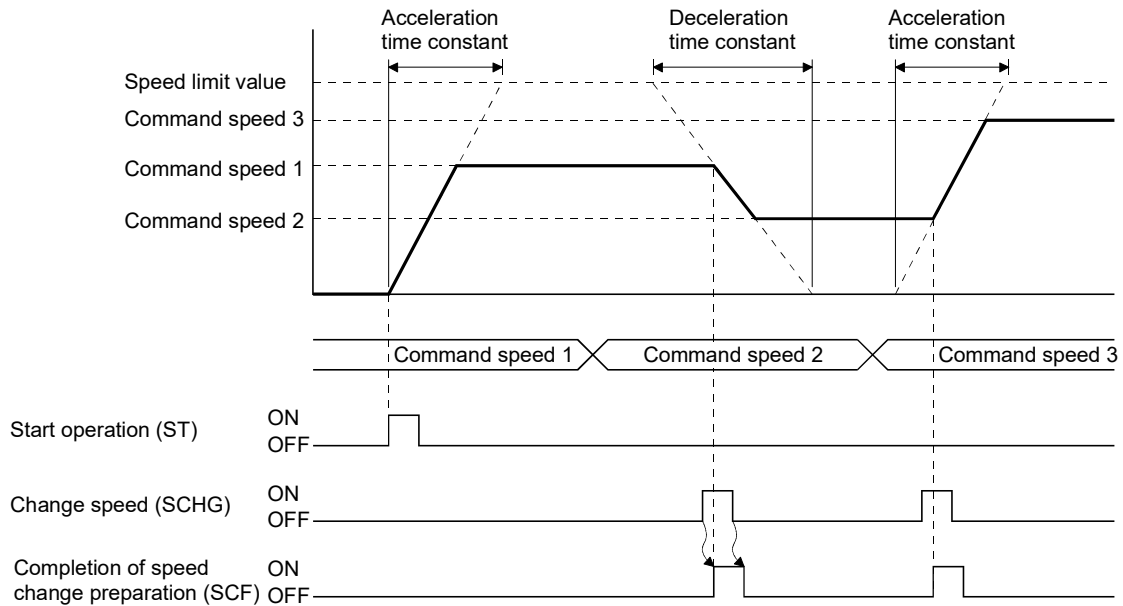 Acceleration
time constant
Deceleration
time constant
Acceleration
time constant
Speed limit value
Command speed 3
Command speed 1
Command speed 2
Command speed 1
Command speed 2
Command speed 3
Start operation (ST)
ON
OFF
Change speed (SCHG)
ON
OFF
Completion of speed
change preparation (SCF)
ON
OFF